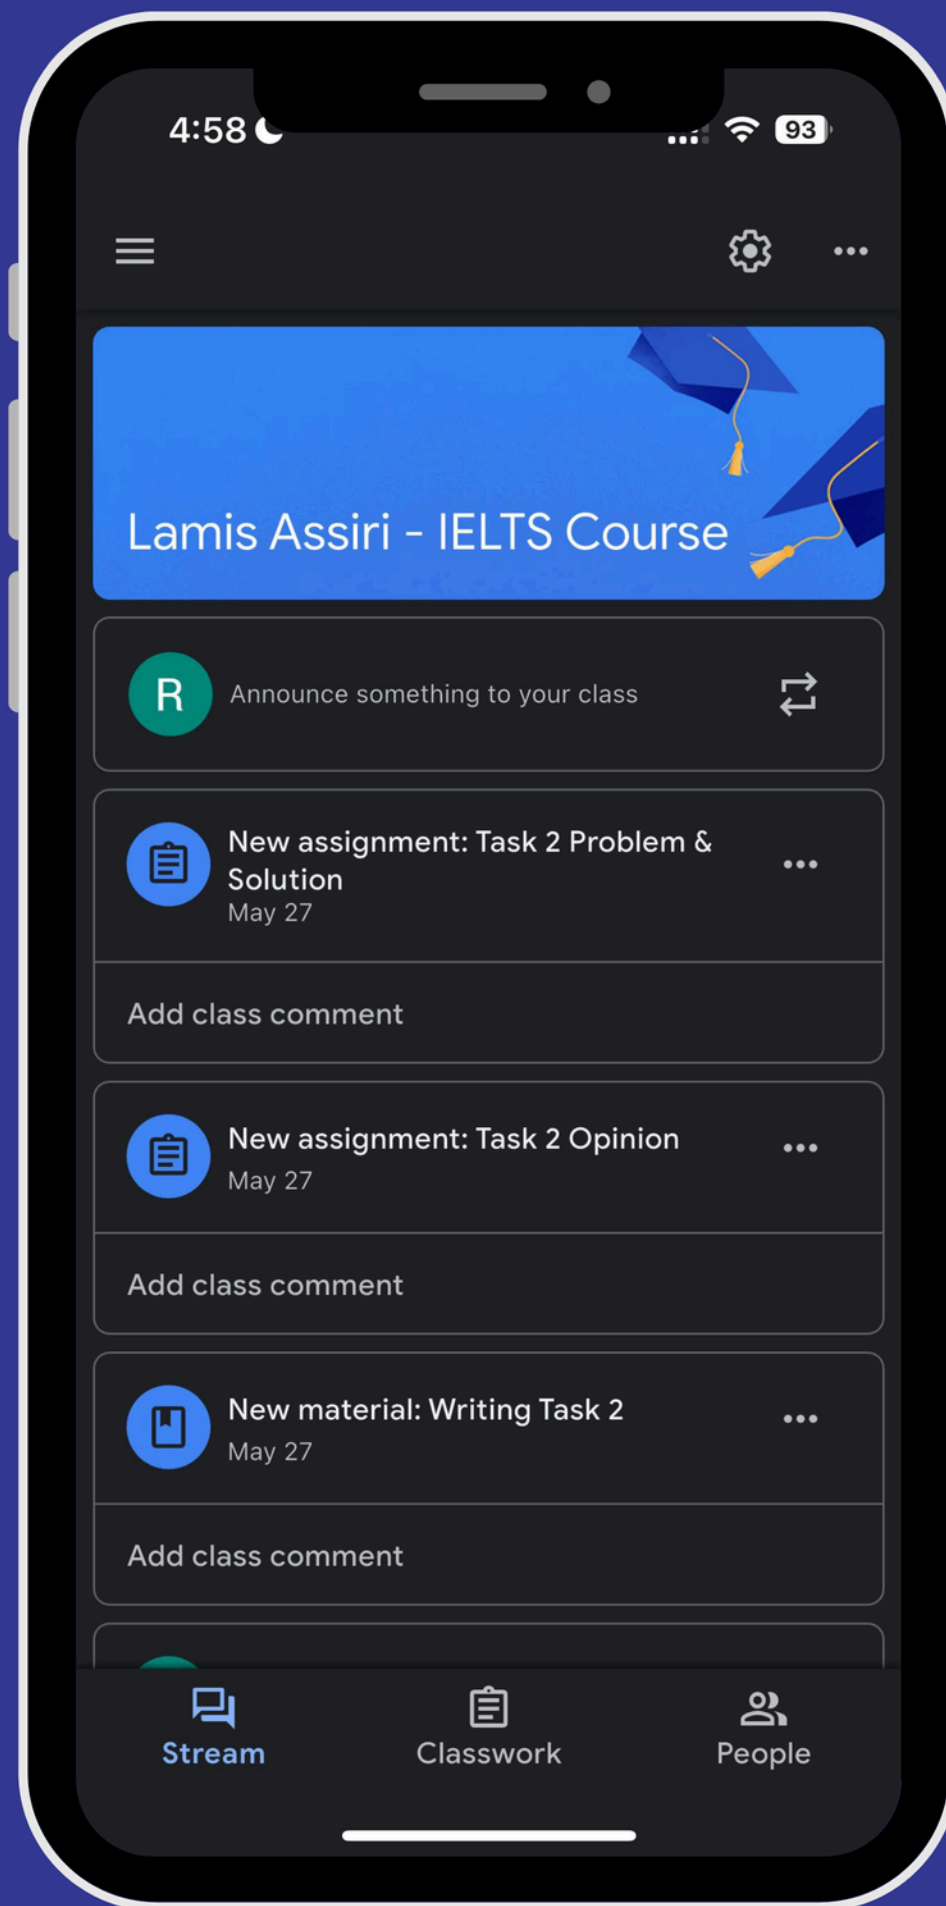 4:58
93
Lamis Assiri - IELTS Course
R
Announce something to your class
New assignment: Task 2 Problem &
Solution
May 27
Add class comment
New assignment: Task 2 Opinion
May 27
Add class comment
New material: Writing Task 2
May 27
Add class comment
Stream
Classwork
People